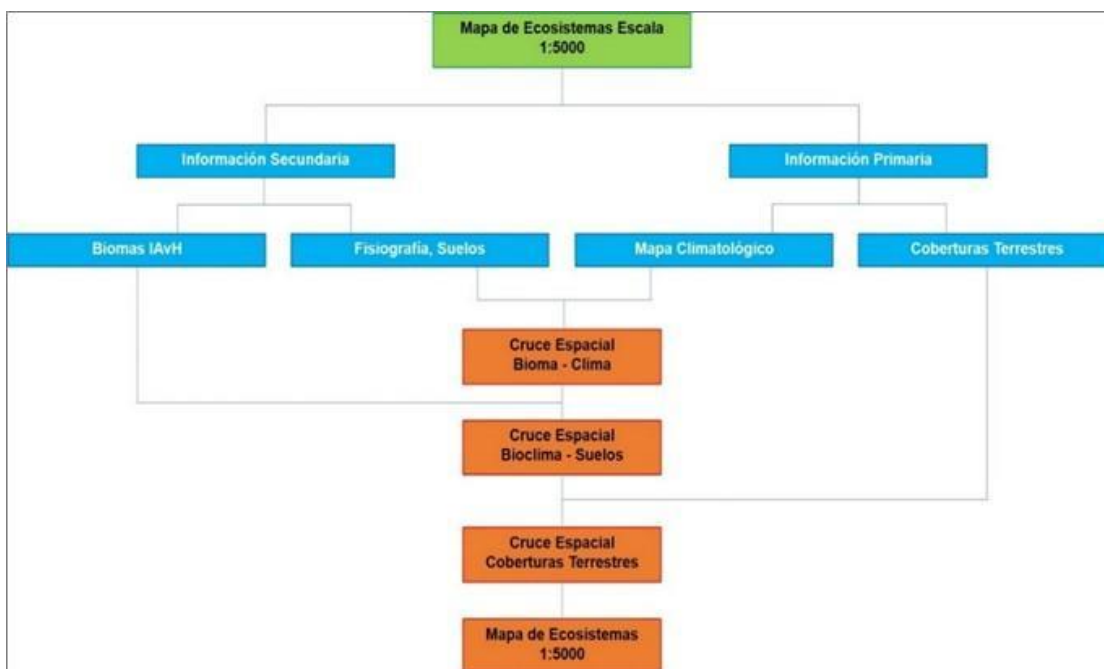 Mapa de Ecosistemas Escala
1:5000
Información Secundaria
Información Primaria
Biomas IAvH
Fisiografía, Suelos
Mapa Climatológico
Coberturas Terrestres
Cruce Espacial
Bioma - Clima
Cruce Espacial
Bioclima - Suelos
Cruce Espacial
Coberturas Terrestres
Mapa de Ecosistemas
1:5000